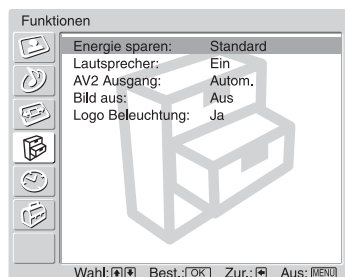 Funktionen
Energie sparen: Standard
Lautsprecher: Ein
AV2 Ausgang: Autom.
Bild aus: Aus
Logo Beleuchtung: Ja
Wahl: Best.: OK Zur.: Aus: MENU